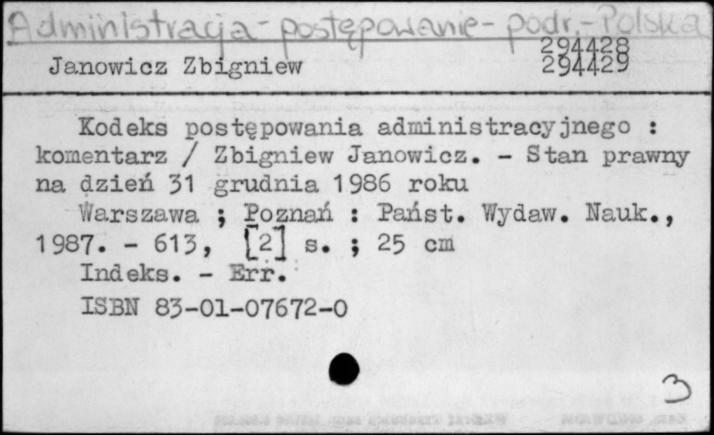 Administracja - postępowanie - podr. - Polska
294428
Janowicz Zbigniew 294429
Kodeks postępowania administracyjnego :
komentarz / Zbigniew Janowicz. - Stan prawny
na dzień 31 grudnia 1986 roku
Warszawa ; Poznań : Państ. Wydaw. Nauk.,
1987. - 613, [2] s. ; 25 cm
Indeks. - Err.
ISBN 83-01-07672-0
3